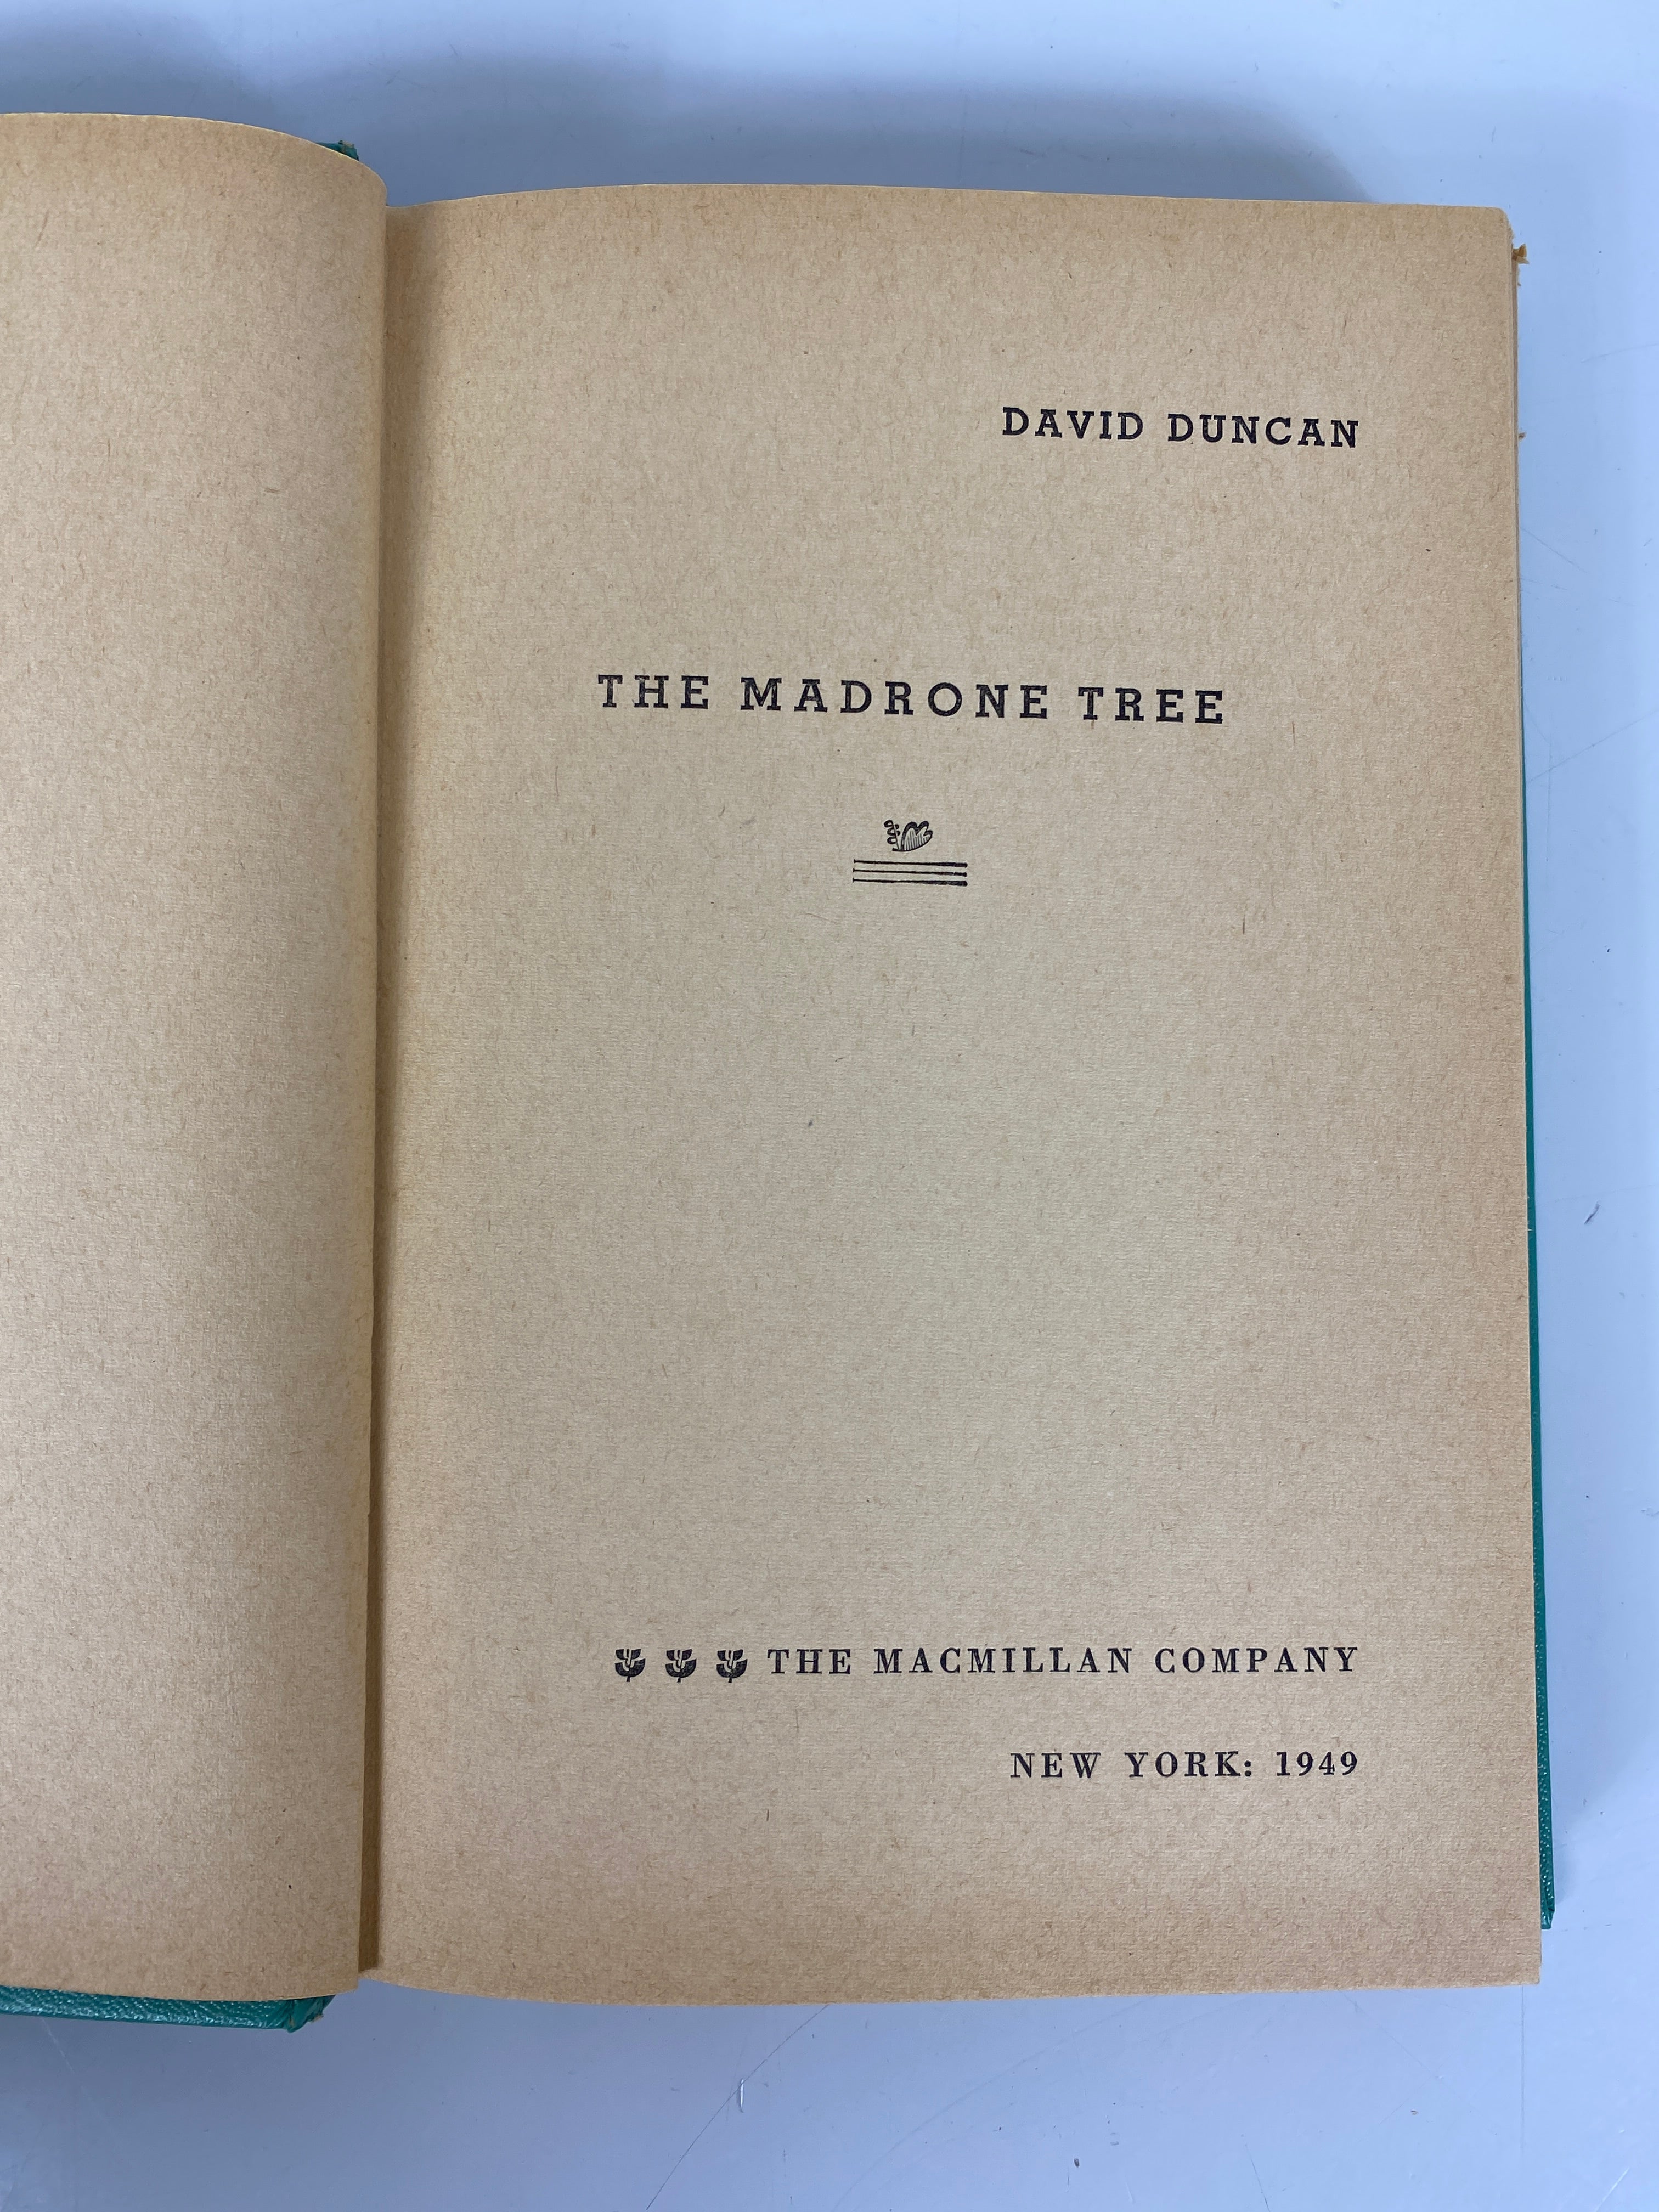 DAVID DUNCAN
THE MADRONE TREE
THE MACMILLAN COMPANY
NEW YORK: 1949